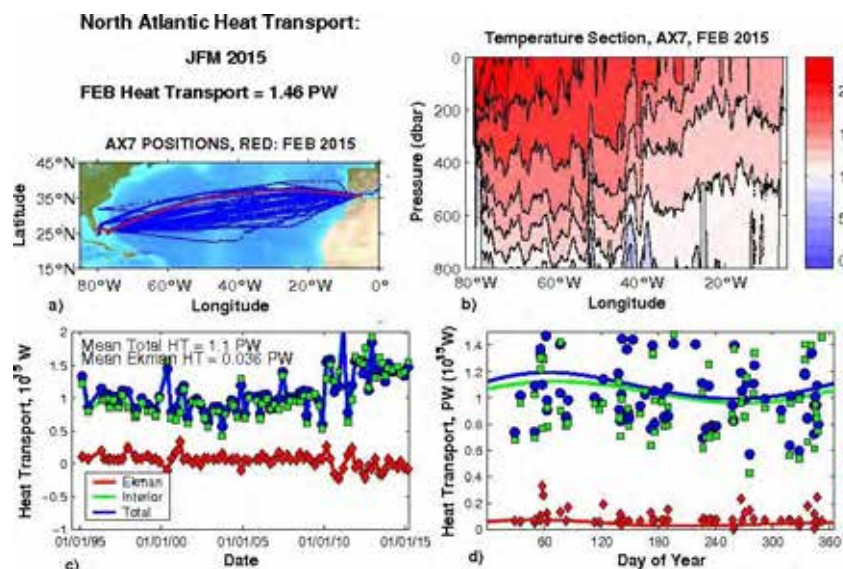 North Atlantic Heat Transport:
JFM 2015
FEB Heat Transport = 1.46 PW
AX7 POSITIONS, RED: FEB 2015
45°N
35°N
25°N
15°N
Latitude
80°W 60°W 40°W 20°W 0°
a)
Longitude
Temperature Section, AX7, FEB 2015
0
200
400
600
800
Pressure (dbar)
80°W 60°W 40°W 20°W
b)
Longitude
2
2
1
1
5
0
Mean Total HT = 1.1 PW
Mean Ekman HT = 0.036 PW
2
1.5
1
0.5
0
−0.5
−1
Heat Transport, 10¹⁵ W
Ekman
Interior
Total
01/01/95 01/01/00 01/01/05 01/01/10 01/01/15
c)
Date
1.4
1.2
1
0.8
0.6
0.4
0.2
0
Heat Transport, PW (10¹⁵W)
60 120 180 240 300 360
d)
Day of Year